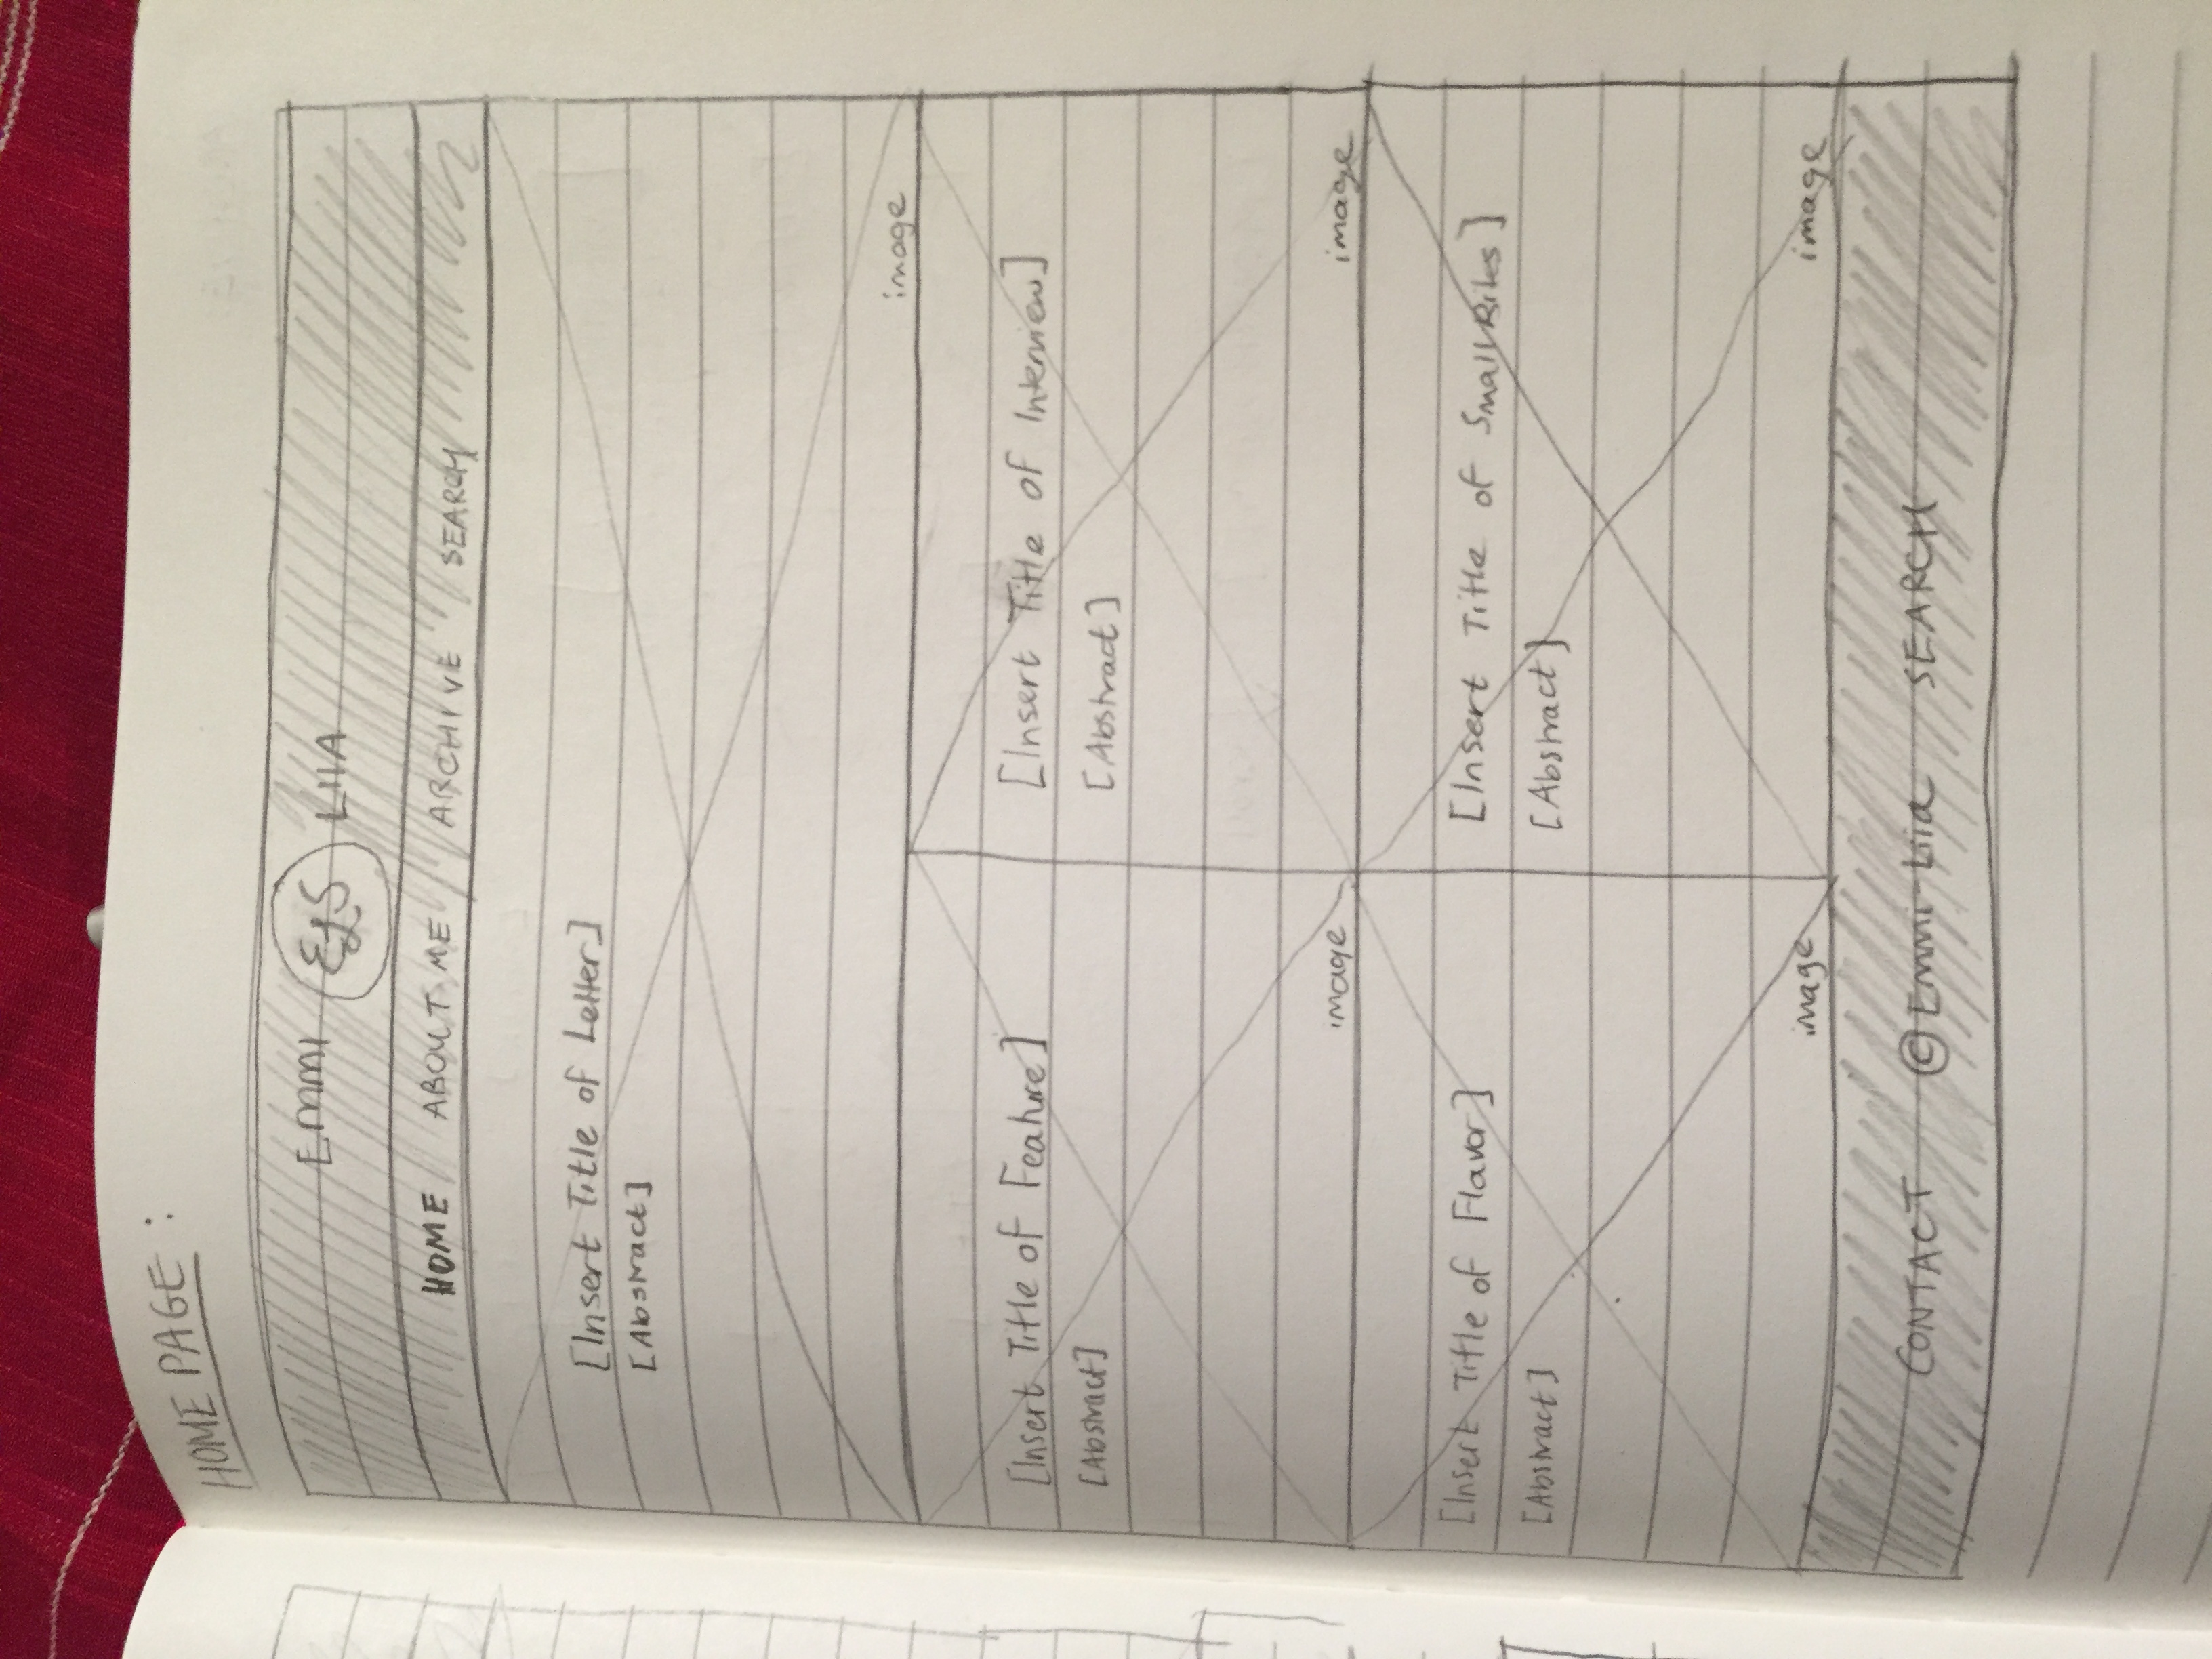 HOME PAGE :
EMMI ELS LIIA
HOME ABOUT ME ARCHIVE SEARCH
[Insert Title of Letter]
[Abstract]
image
[Insert Title of Feature] [Insert Title of Interview]
[Abstract] [Abstract]
image image
[Insert Title of Flavor] [Insert Title of Small Bites]
[Abstract] [Abstract]
image image
CONTACT © Emmi-Liia SEARCH